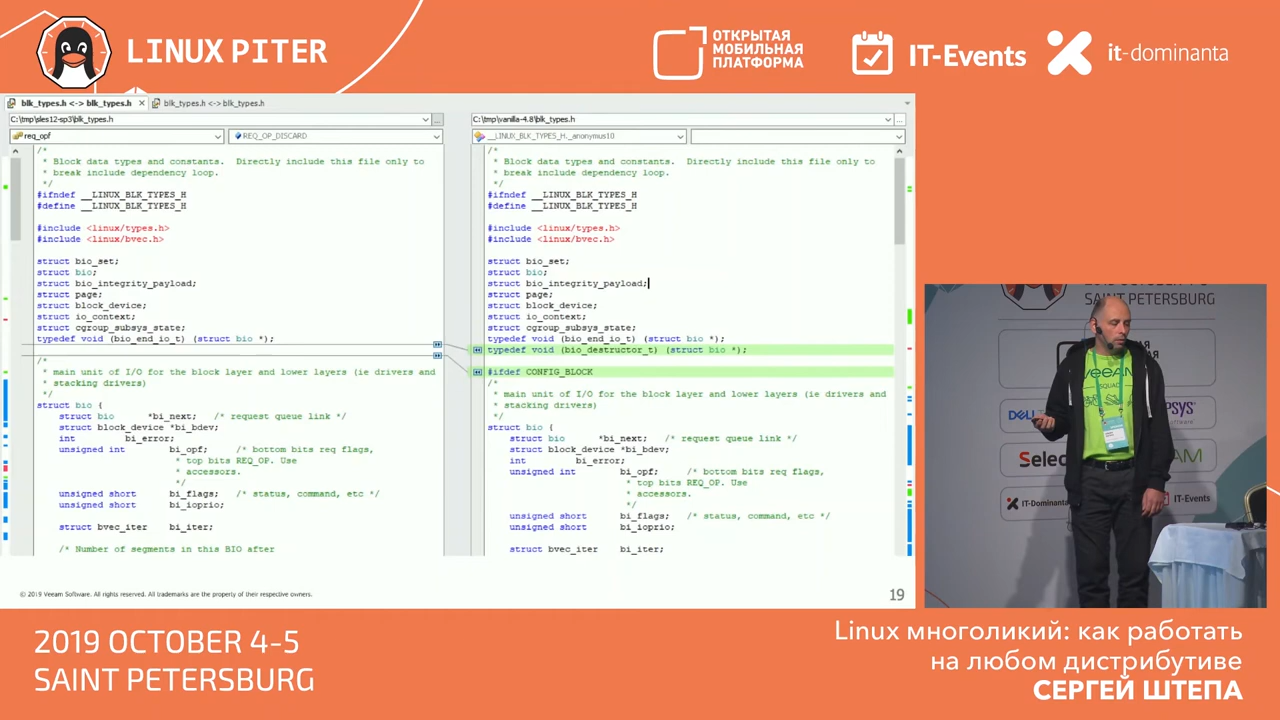 LINUX PITER
ОТКРЫТАЯ
МОБИЛЬНАЯ
ПЛАТФОРМА
IT-Events
it-dominanta
blk_types.h <-> blk_types.h
blk_types.h <-> blk_types.h
C:\tmp\sles12-sp3\blk_types.h
req_opf
REQ_OP_DISCARD
/*
* Block data types and constants. Directly include this file only to
* break include dependency loop.
*/
#ifndef __LINUX_BLK_TYPES_H
#define __LINUX_BLK_TYPES_H
#include <linux/types.h>
#include <linux/bvec.h>
struct bio_set;
struct bio;
struct bio_integrity_payload;
struct page;
struct block_device;
struct io_context;
struct cgroup_subsys_state;
typedef void (bio_end_io_t) (struct bio *);
/*
* main unit of I/O for the block layer and lower layers (ie drivers and
* stacking drivers)
*/
struct bio {
struct bio *bi_next; /* request queue link */
struct block_device *bi_bdev;
int bi_error;
unsigned int bi_opf; /* bottom bits req flags,
* top bits REQ_OP. Use
* accessors.
*/
unsigned short bi_flags; /* status, command, etc */
unsigned short bi_ioprio;
struct bvec_iter bi_iter;
/* Number of segments in this BIO after
C:\tmp\vanilla-4.8\blk_types.h
__LINUX_BLK_TYPES_H._anonymus10
/*
* Block data types and constants. Directly include this file only to
* break include dependency loop.
*/
#ifndef __LINUX_BLK_TYPES_H
#define __LINUX_BLK_TYPES_H
#include <linux/types.h>
#include <linux/bvec.h>
struct bio_set;
struct bio;
struct bio_integrity_payload;
struct page;
struct block_device;
struct io_context;
struct cgroup_subsys_state;
typedef void (bio_end_io_t) (struct bio *);
typedef void (bio_destructor_t) (struct bio *);
#ifdef CONFIG_BLOCK
/*
* main unit of I/O for the block layer and lower layers (ie drivers and
* stacking drivers)
*/
struct bio {
struct bio *bi_next; /* request queue link */
struct block_device *bi_bdev;
int bi_error;
unsigned int bi_opf; /* bottom bits req flags,
* top bits REQ_OP. Use
* accessors.
*/
unsigned short bi_flags; /* status, command, etc */
unsigned short bi_ioprio;
struct bvec_iter bi_iter;
© 2019 Veeam Software. All rights reserved. All trademarks are the property of their respective owners.
19
SAINT PETERSBURG
veeAM
SQUAD
IT-Dominanta
IT-Events
2019 OCTOBER 4-5
SAINT PETERSBURG
Linux многоликий: как работать
на любом дистрибутиве
СЕРГЕЙ ШТЕПА